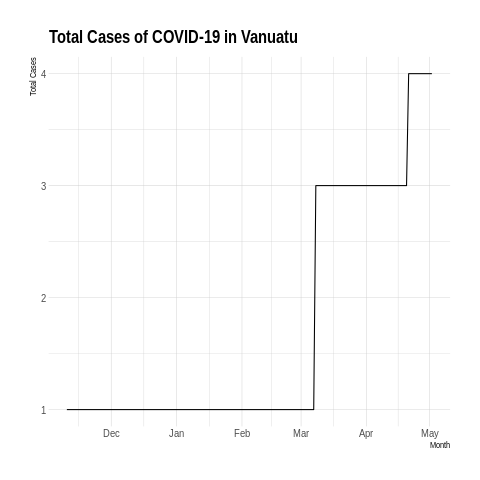 Total Cases of COVID-19 in Vanuatu
Total Cases
4
3
2
1
Dec Jan Feb Mar Apr May
Month